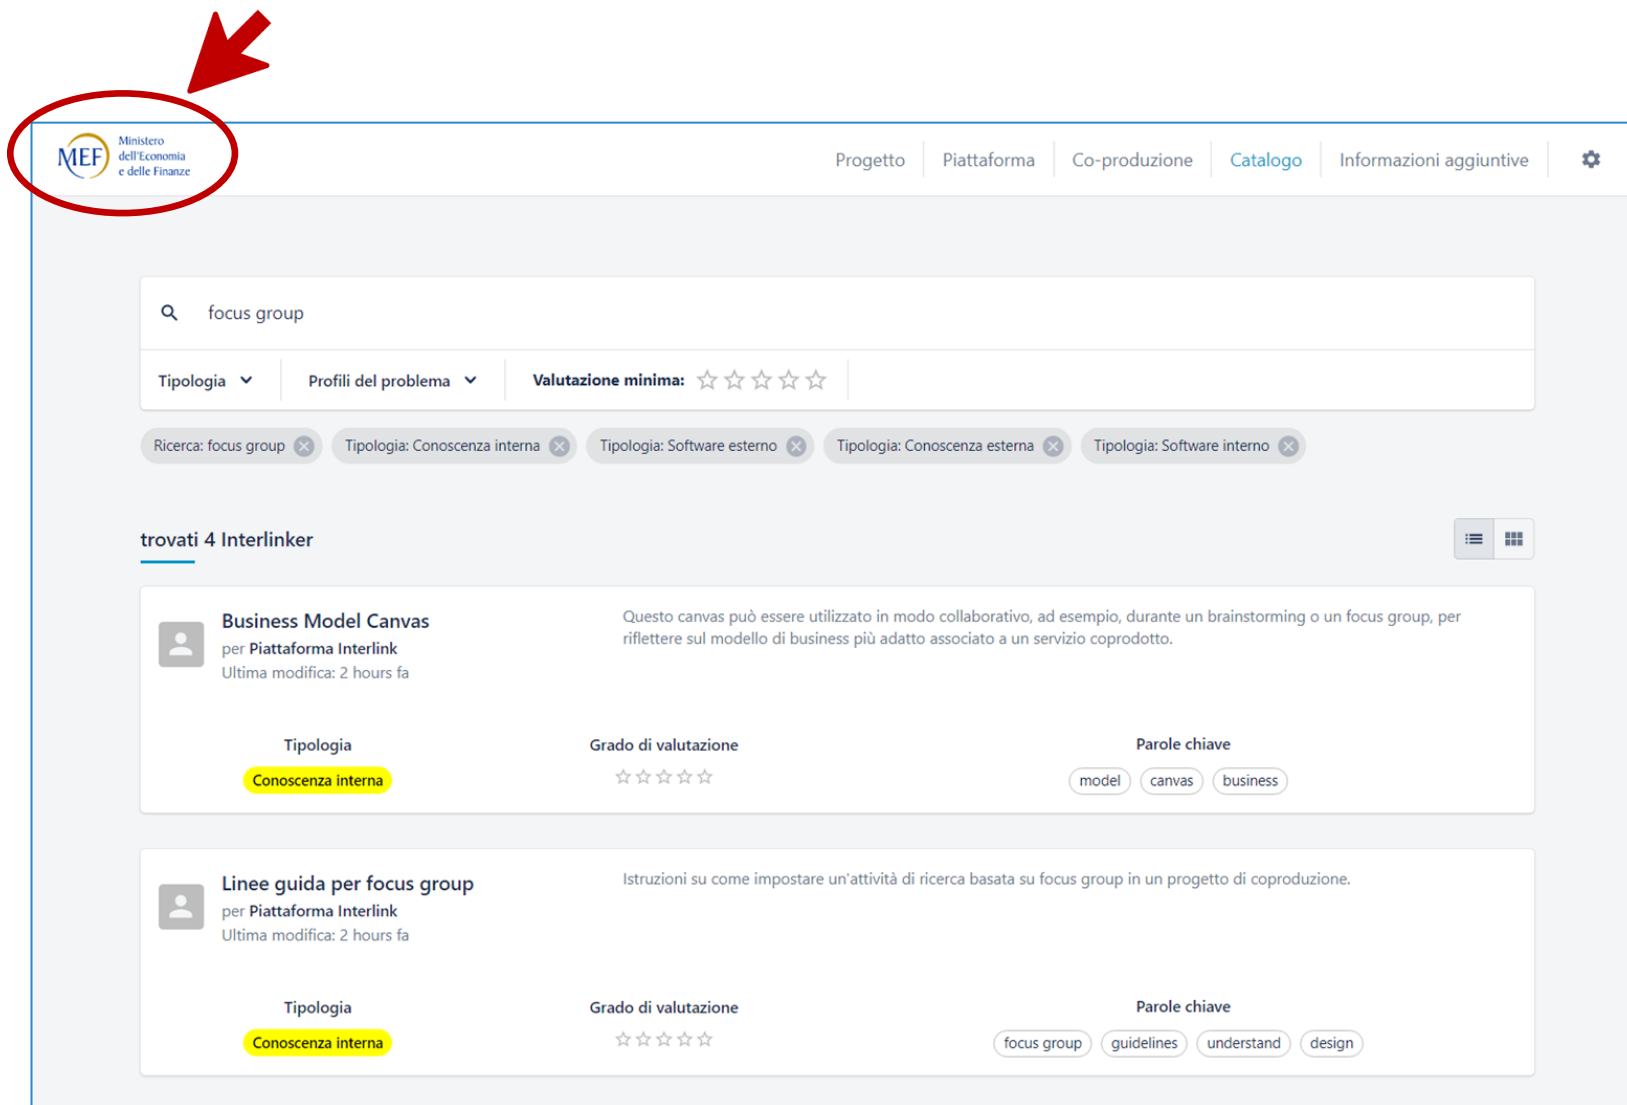 MEF
Ministero
dell'Economia
e delle Finanze
Progetto
Piattaforma
Co-produzione
Catalogo
Informazioni aggiuntive
focus group
Tipologia
Profili del problema
Valutazione minima:
Ricerca: focus group
Tipologia: Conoscenza interna
Tipologia: Software esterno
Tipologia: Conoscenza esterna
Tipologia: Software interno
trovati 4 Interlinker
Business Model Canvas
per Piattaforma Interlink
Ultima modifica: 2 hours fa
Questo canvas può essere utilizzato in modo collaborativo, ad esempio, durante un brainstorming o un focus group, per
riflettere sul modello di business più adatto associato a un servizio coprodotto.
Tipologia
Conoscenza interna
Grado di valutazione
Parole chiave
model
canvas
business
Linee guida per focus group
per Piattaforma Interlink
Ultima modifica: 2 hours fa
Istruzioni su come impostare un'attività di ricerca basata su focus group in un progetto di coproduzione.
Tipologia
Conoscenza interna
Grado di valutazione
Parole chiave
focus group
guidelines
understand
design